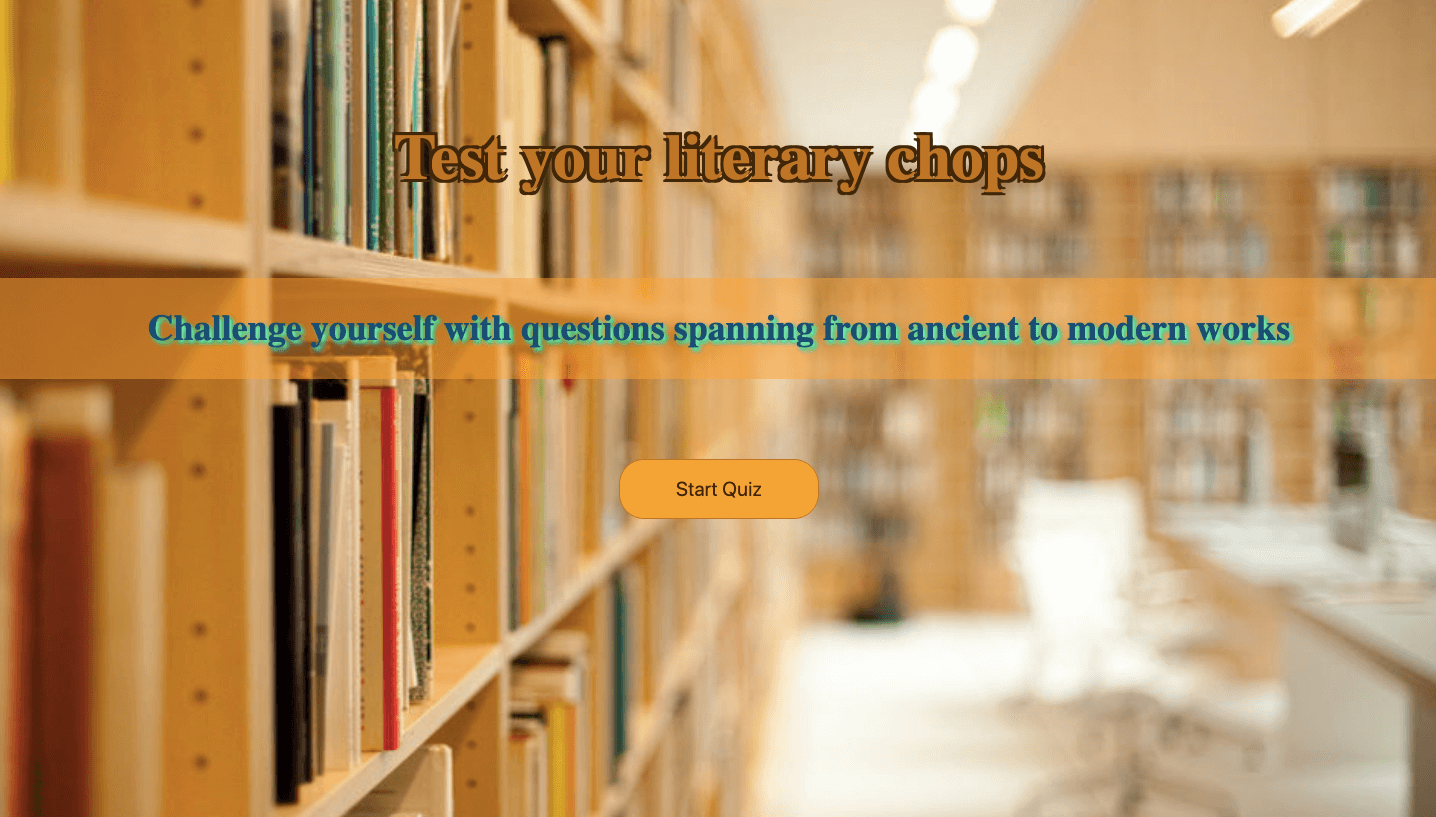 Test your literary chops
Challenge yourself with questions spanning from ancient to modern works
Start Quiz